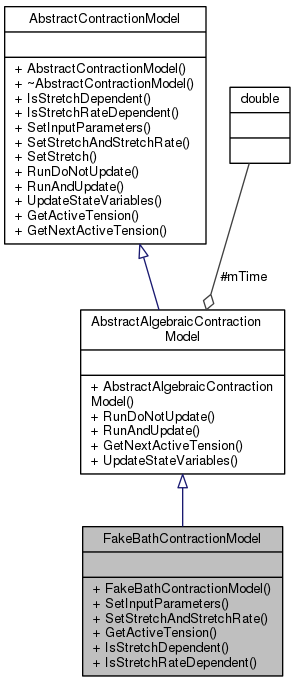 AbstractContractionModel
+ AbstractContractionModel()
+ ~AbstractContractionModel()
+ IsStretchDependent()
+ IsStretchRateDependent()
+ SetInputParameters()
+ SetStretchAndStretchRate()
+ SetStretch()
+ RunDoNotUpdate()
+ RunAndUpdate()
+ UpdateStateVariables()
+ GetActiveTension()
+ GetNextActiveTension()
double
#mTime
AbstractAlgebraicContraction
Model
+ AbstractAlgebraicContraction
Model()
+ RunDoNotUpdate()
+ RunAndUpdate()
+ GetNextActiveTension()
+ UpdateStateVariables()
FakeBathContractionModel
+ FakeBathContractionModel()
+ SetInputParameters()
+ SetStretchAndStretchRate()
+ GetActiveTension()
+ IsStretchDependent()
+ IsStretchRateDependent()